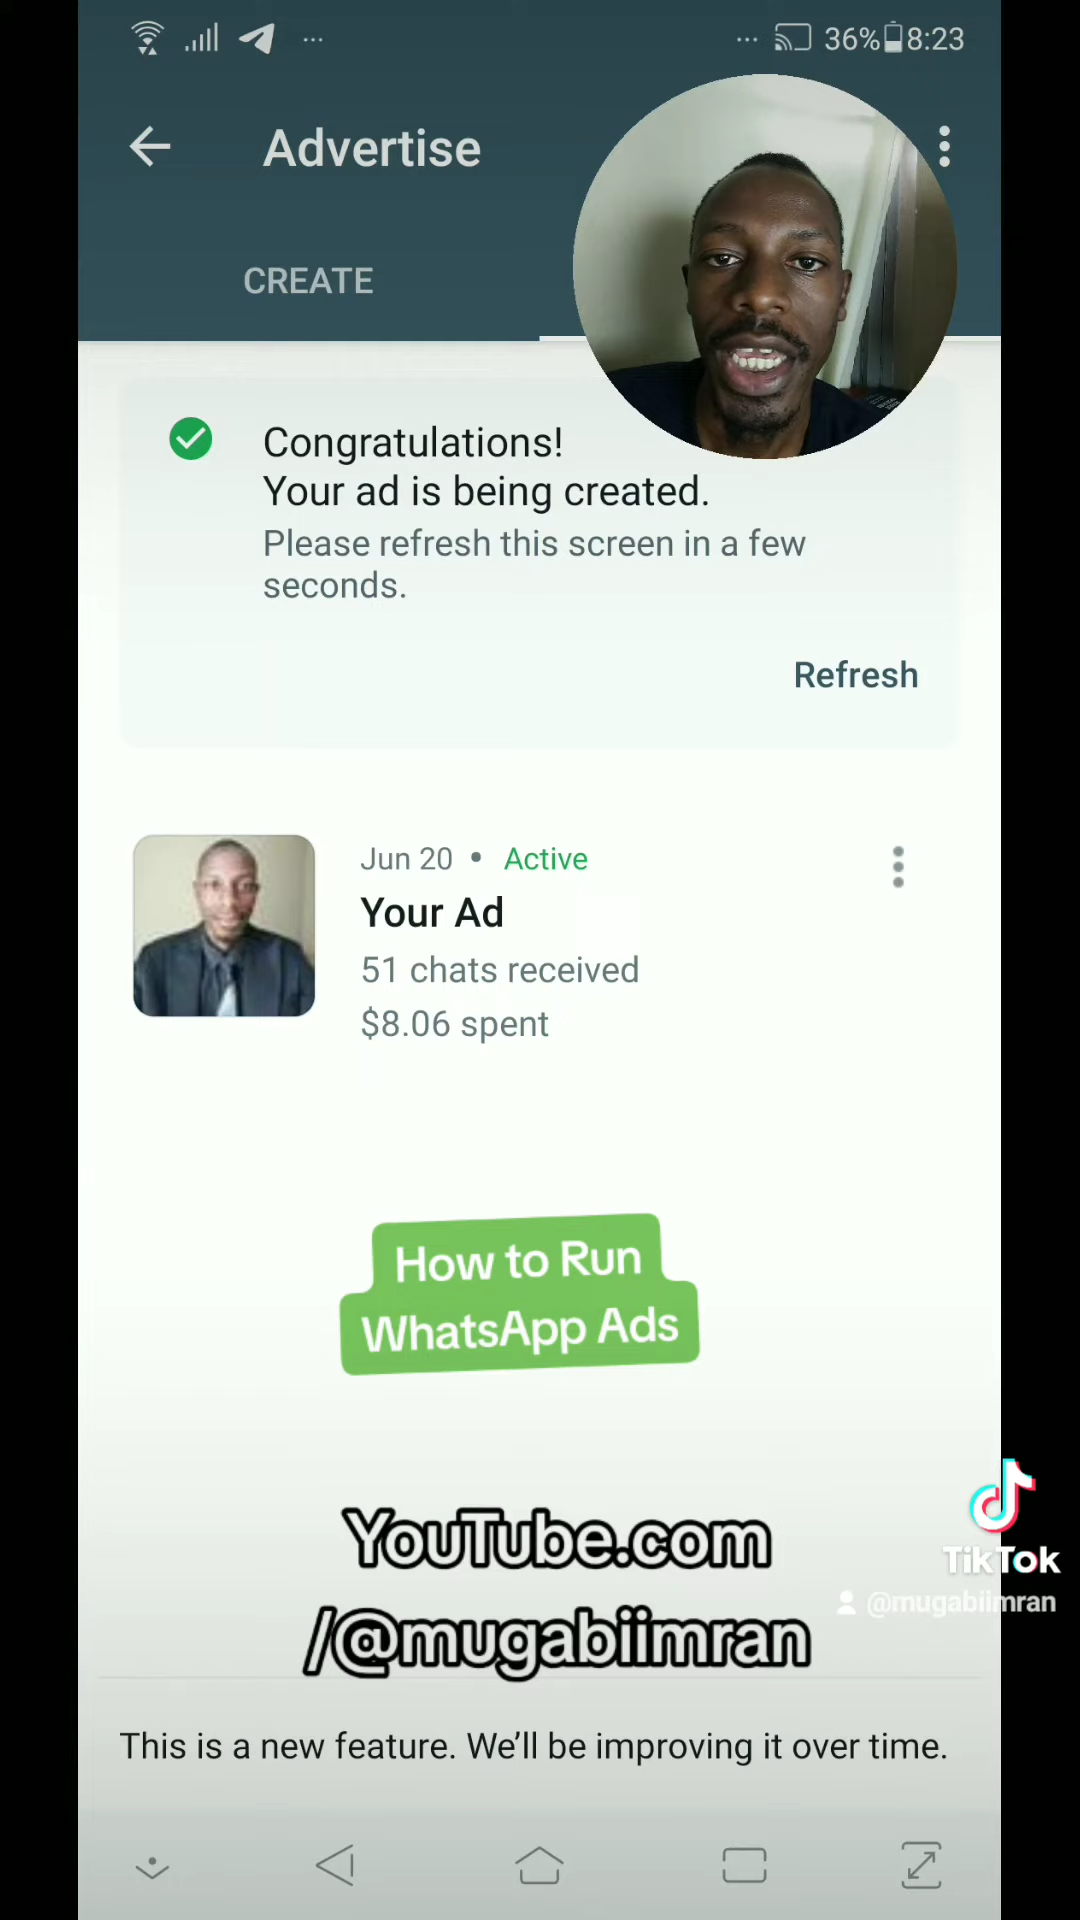 36% 8:23
Advertise
CREATE
Congratulations!
Your ad is being created.
Please refresh this screen in a few
seconds.
Refresh
Jun 20 • Active
Your Ad
51 chats received
$8.06 spent
How to Run
WhatsApp Ads
YouTube.com
/@mugabiimran
TikTok
@mugabiimran
This is a new feature. We'll be improving it over time.